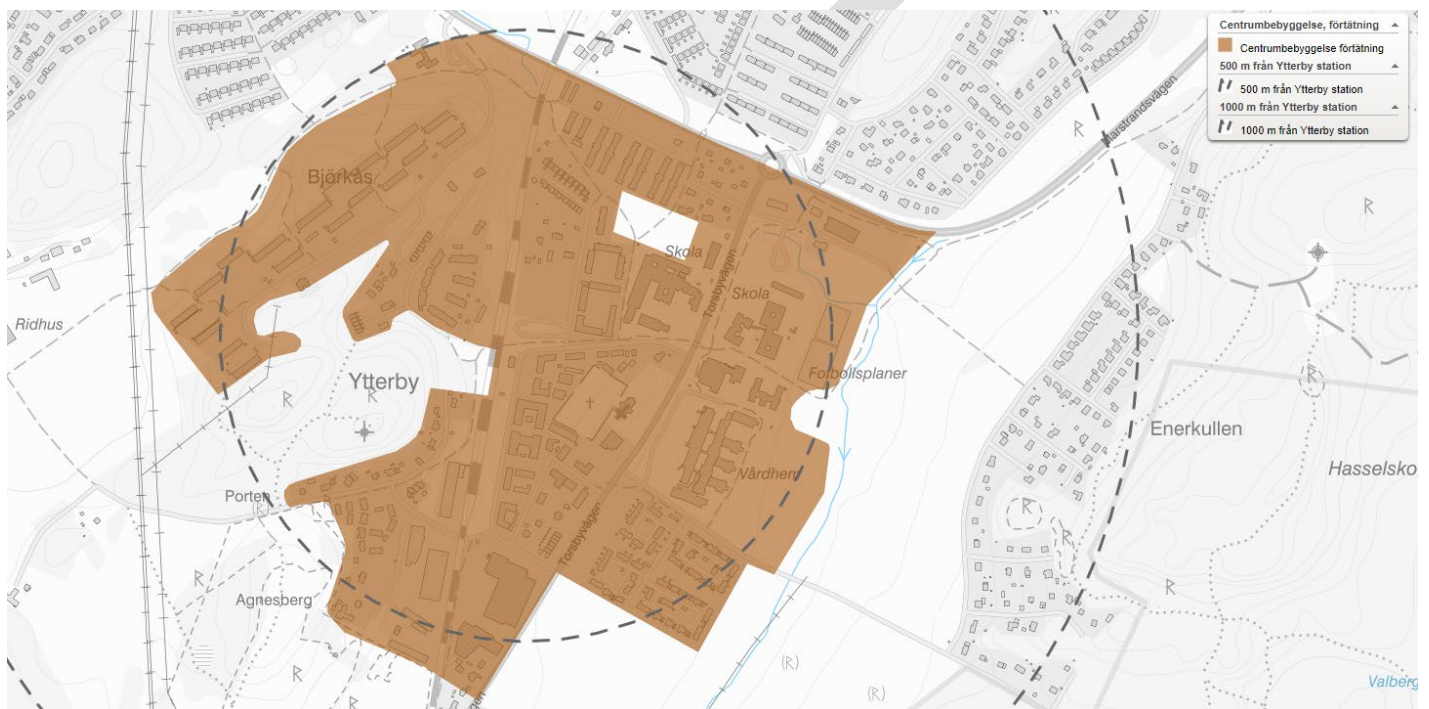 Centrumbebyggelse, förtätning
Centrumbebyggelse förtätning
500 m från Ytterby station
500 m från Ytterby station
1000 m från Ytterby station
1000 m från Ytterby station
Marstrandsvägen
R
Björkås
R
Skola
Torsbyvägen
Skola
Ridhus
Ytterby
R
R
Fotbollsplaner
R
Enerkullen
Hasselsko
Vårdhem
Porten
R
R
Torsbyvägen
R
R
Agnesberg
R
R
(R)
(R)
Valberg